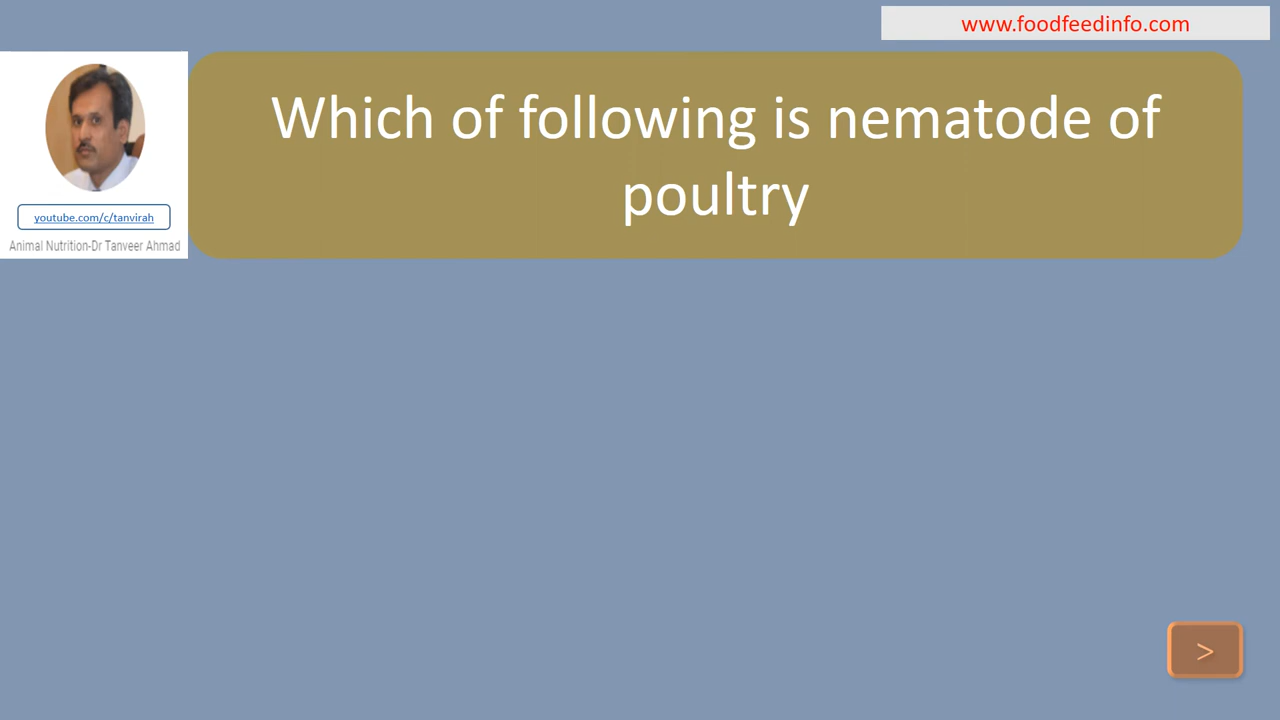 www.foodfeedinfo.com
Which of following is nematode of
poultry
youtube.com/c/tanvirah
Animal Nutrition-Dr Tanveer Ahmad
>